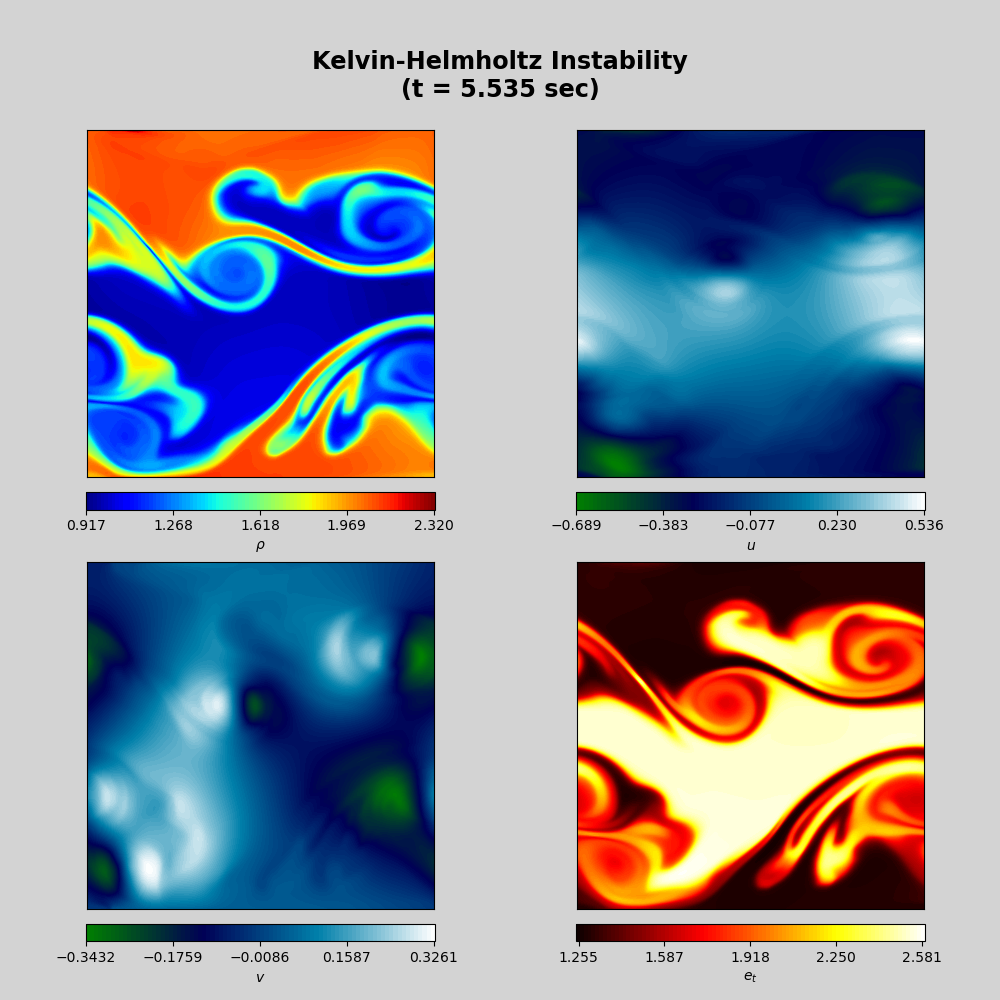 Kelvin-Helmholtz Instability
(t = 5.535 sec)
0.917 1.268 1.618 1.969 2.320
ρ
−0.689 −0.383 −0.077 0.230 0.536
u
−0.3432 −0.1759 −0.0086 0.1587 0.3261
v
1.255 1.587 1.918 2.250 2.581
eₜ